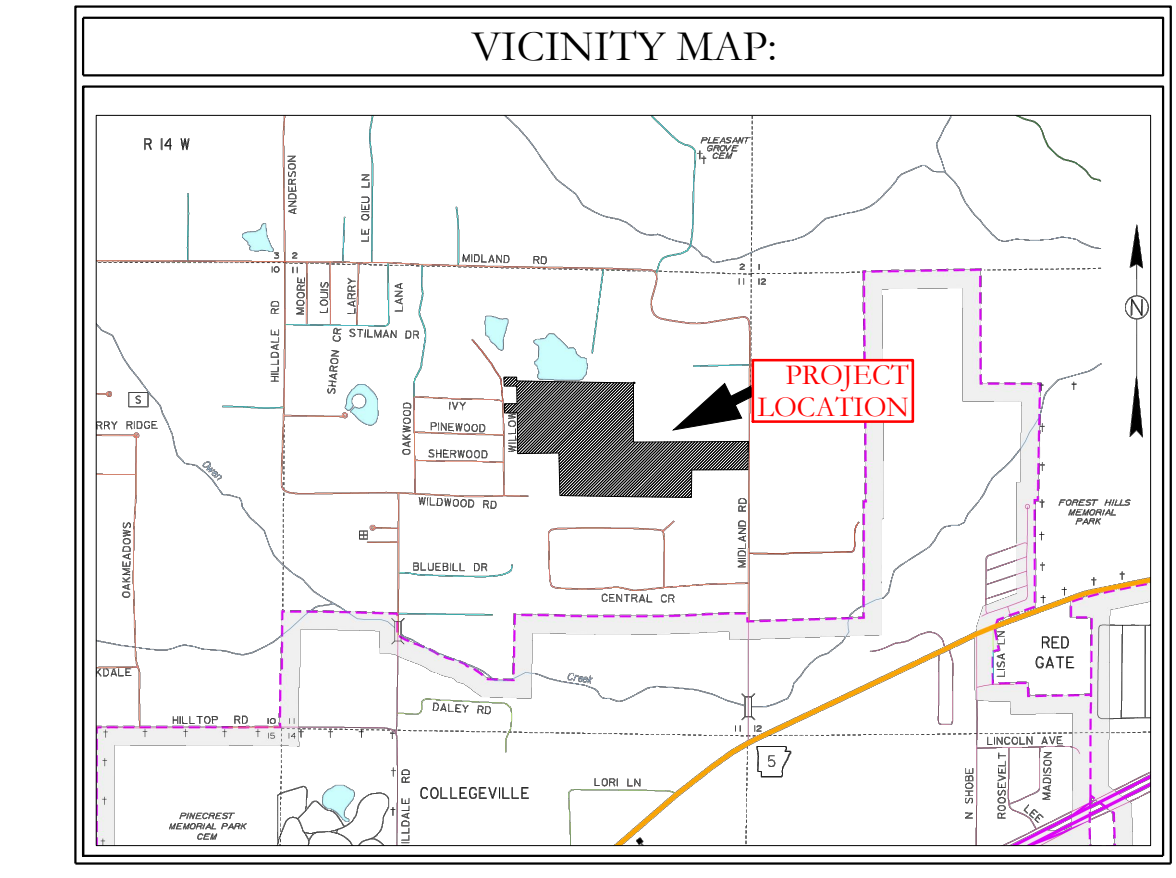 VICINITY MAP:
R 14 W
PLEASANT
GROVE
CEM
ANDERSON
LE QIEU LN
MIDLAND RD
3 2
10 11
2 1
11 12
HILLDALE RD
MOORE
LOUIS
LARRY
LANA
STILMAN DR
SHARON CR
N
PROJECT
LOCATION
S
RRY RIDGE
OAKWOOD
IVY
PINEWOOD
SHERWOOD
WILLOW
WILDWOOD RD
Owen
OAKMEADOWS
MIDLAND RD
FOREST HILLS
MEMORIAL
PARK
BLUEBILL DR
CENTRAL CR
LISA LN
RED
GATE
KDALE
Creek
HILLTOP RD
10 11
15 14
DALEY RD
11 12
5
LINCOLN AVE
N SHOBE
ROOSEVELT
MADISON
LEE
COLLEGEVILLE
LORI LN
ILLDALE RD
PINECREST
MEMORIAL PARK
CEM